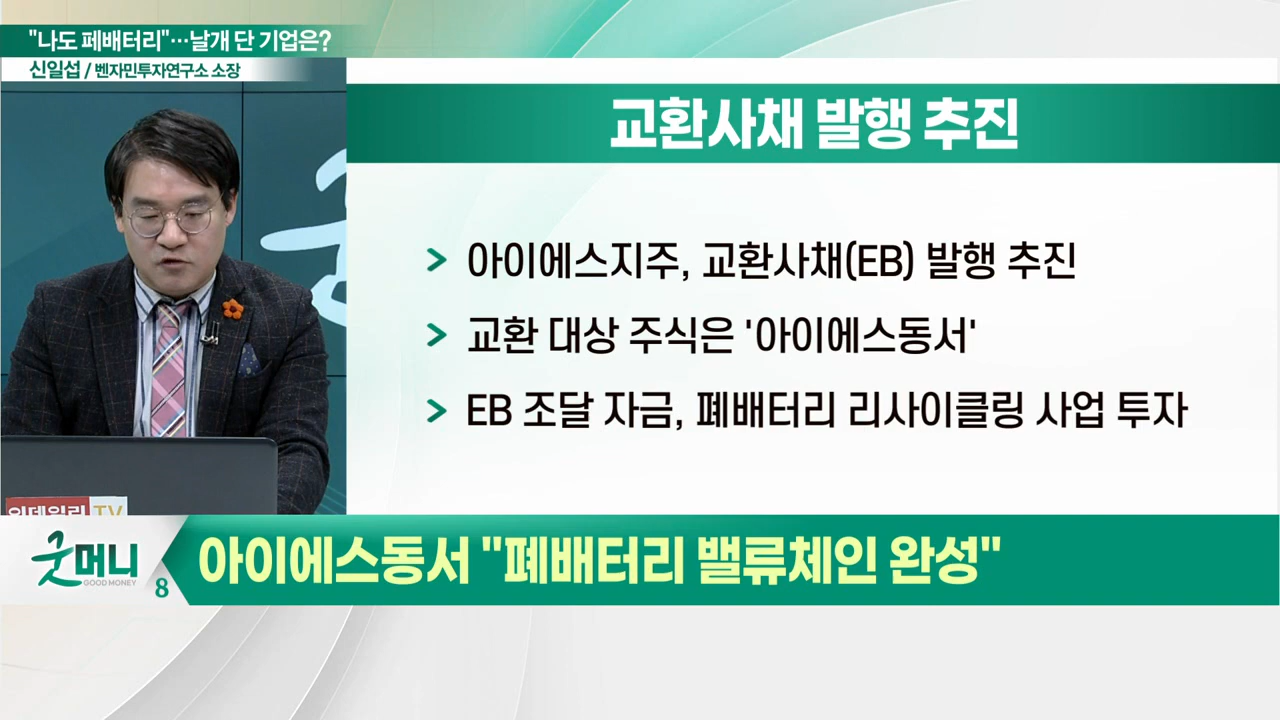 "나도 페배터리"…날개 단 기업은?
신일섭 / 벤자민투자연구소 소장
교환사채 발행 추진
> 아이에스지주, 교환사채(EB) 발행 추진
> 교환 대상 주식은 '아이에스동서'
> EB 조달 자금, 폐배터리 리사이클링 사업 투자
이데일리 TV
굿머니
GOOD MONEY
8
아이에스동서 "폐배터리 밸류체인 완성"